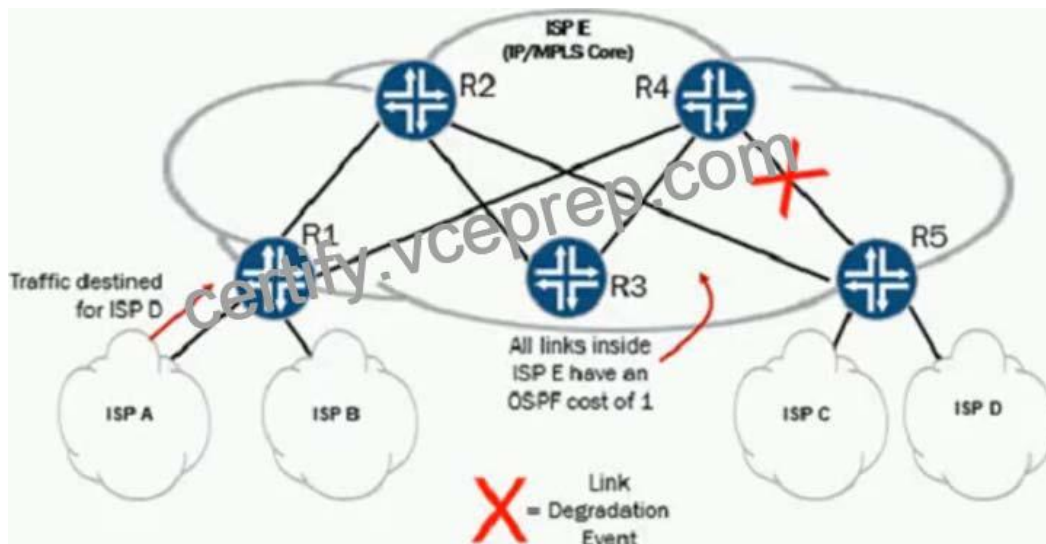 ISP E
(IP/MPLS Core)
R2
R4
R1
R3
R5
certify.vceprep.com
Traffic destined
for ISP D
All links inside
ISP E have an
OSPF cost of 1
ISP A
ISP B
ISP C
ISP D
X
X
Link
= Degradation
Event